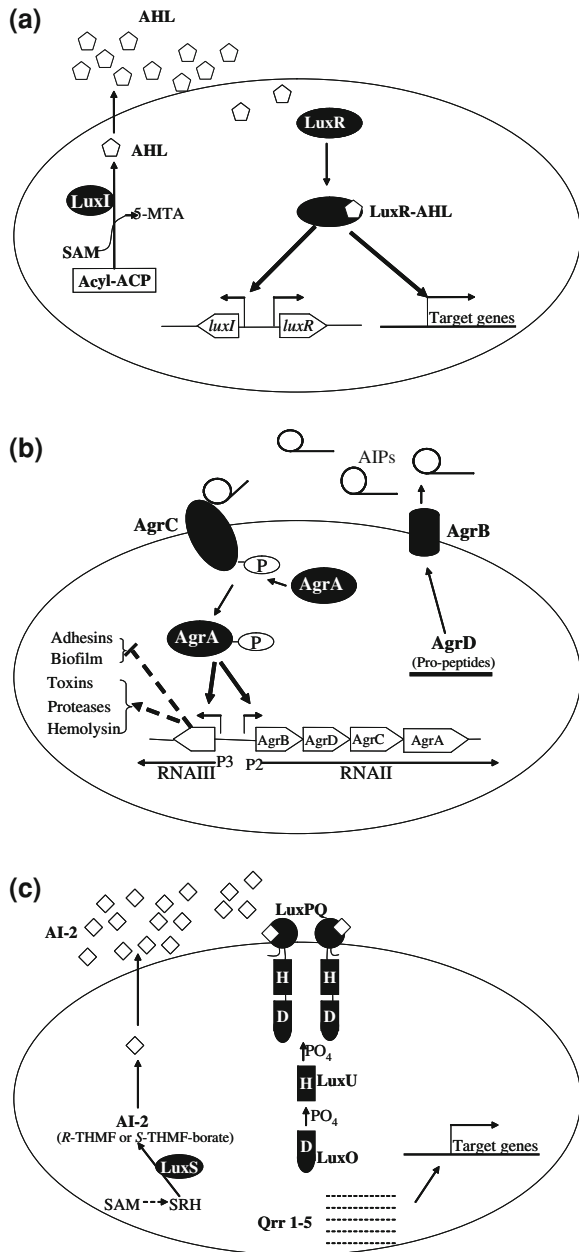 (a)
AHL
LuxR
AHL
LuxI
LuxR-AHL
5-MTA
SAM
Acyl-ACP
luxI
luxR
Target genes
(b)
AIPs
AgrC
AgrB
P
AgrA
AgrA
P
AgrD
(Pro-peptides)
Adhesins
Biofilm
Toxins
Proteases
Hemolysin
AgrB
AgrD
AgrC
AgrA
P3
P2
RNAIII
RNAII
(c)
AI-2
LuxPQ
H
H
D
D
PO4
H
LuxU
PO4
AI-2
(R-THMF or S-THMF-borate)
D
LuxO
LuxS
Target genes
SAM
SRH
Qrr 1-5